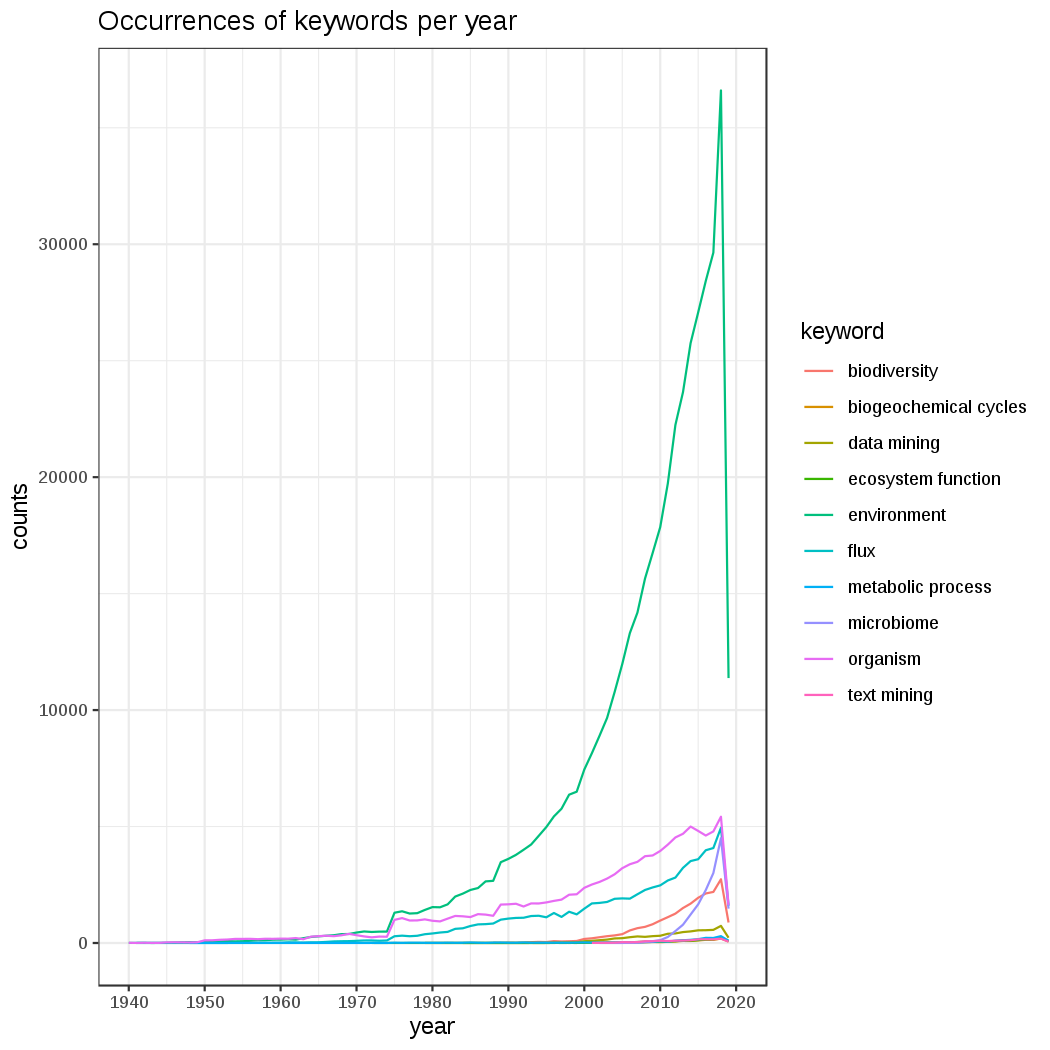 Occurrences of keywords per year
counts
30000
20000
10000
0
1940 1950 1960 1970 1980 1990 2000 2010 2020
year
keyword
biodiversity
biogeochemical cycles
data mining
ecosystem function
environment
flux
metabolic process
microbiome
organism
text mining